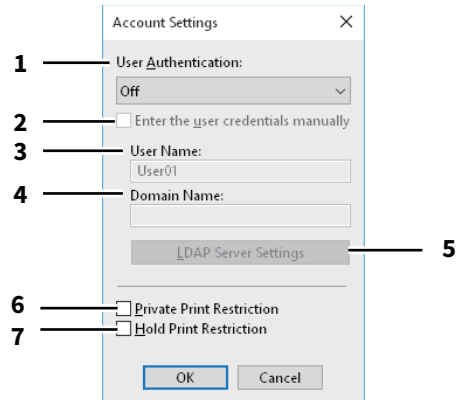 Account Settings
1 User Authentication:
Off
2 Enter the user credentials manually
3 User Name:
User01
4 Domain Name:
LDAP Server Settings 5
6 Private Print Restriction
7 Hold Print Restriction
OK Cancel